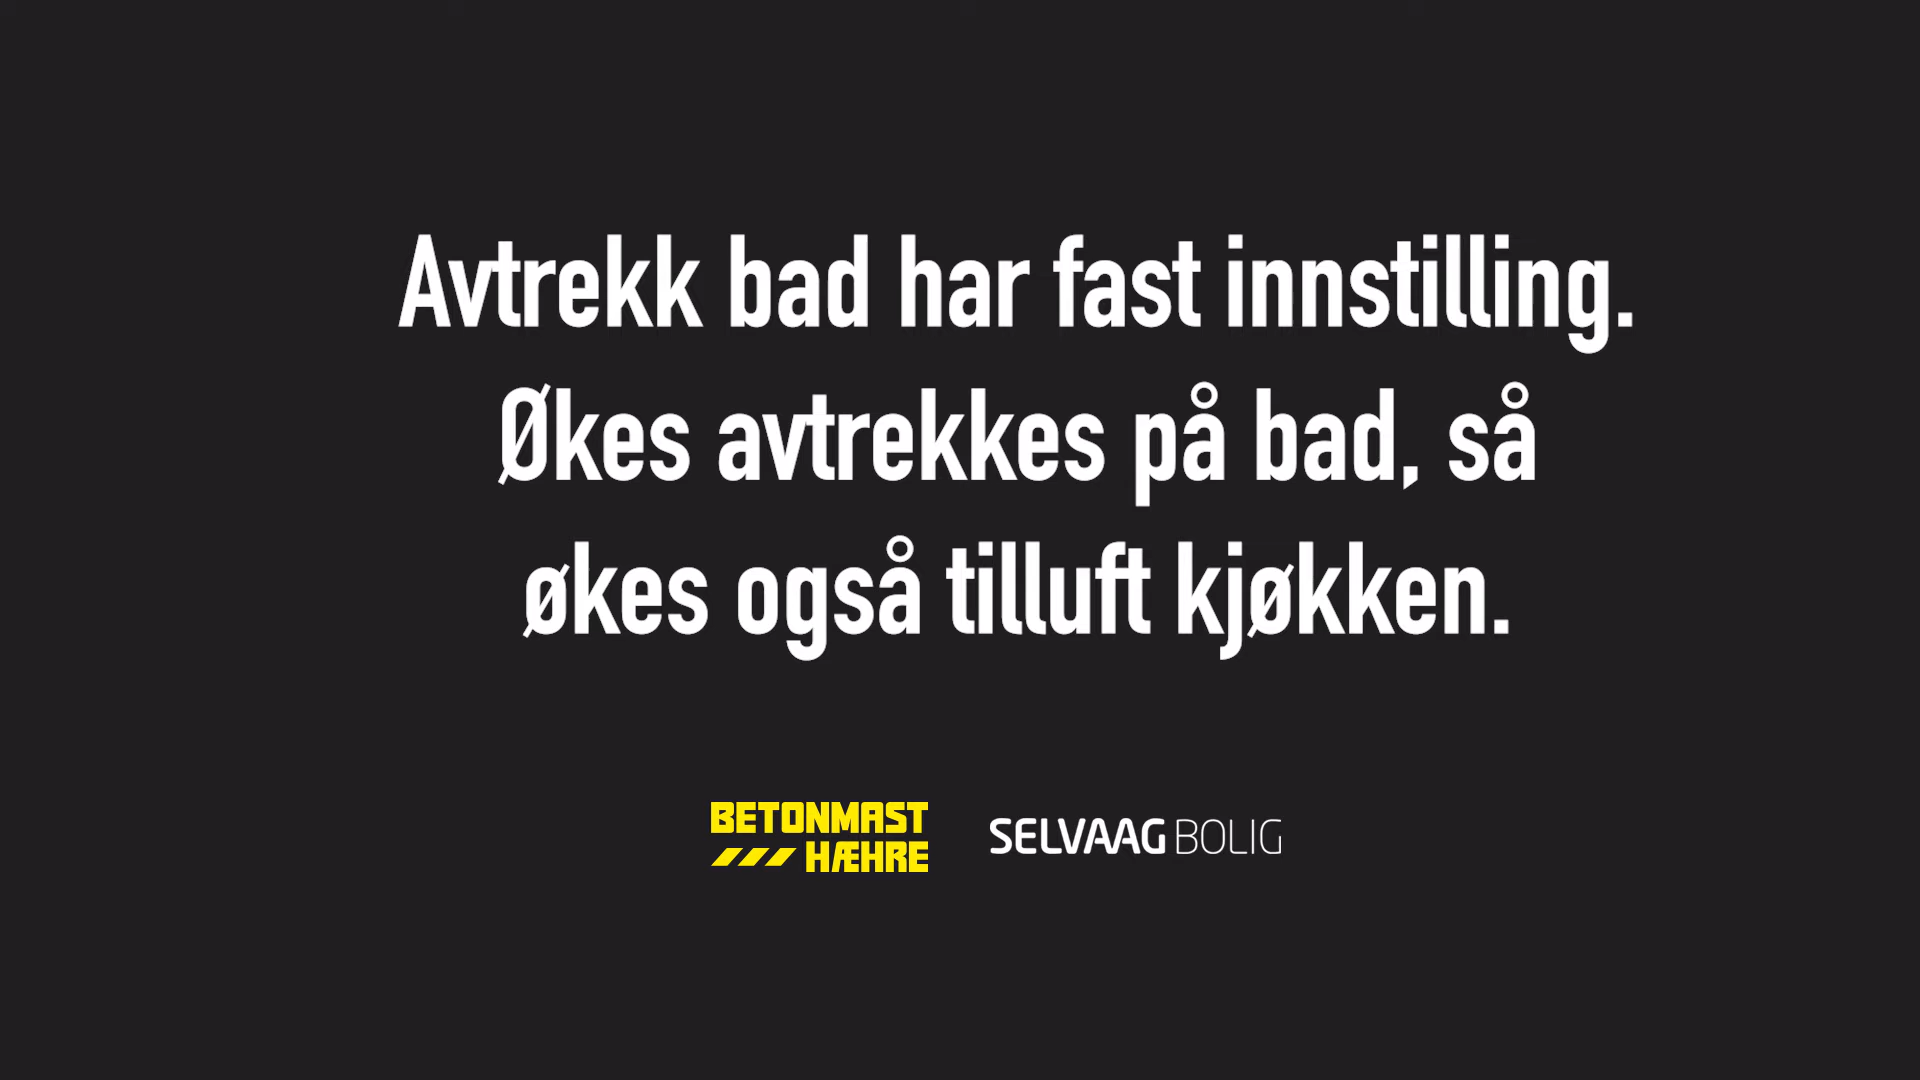 Avtrekk bad har fast innstilling.
Økes avtrekkes på bad, så
økes også tilluft kjøkken.
BETONMAST
HÆHRE
SELVAAG BOLIG